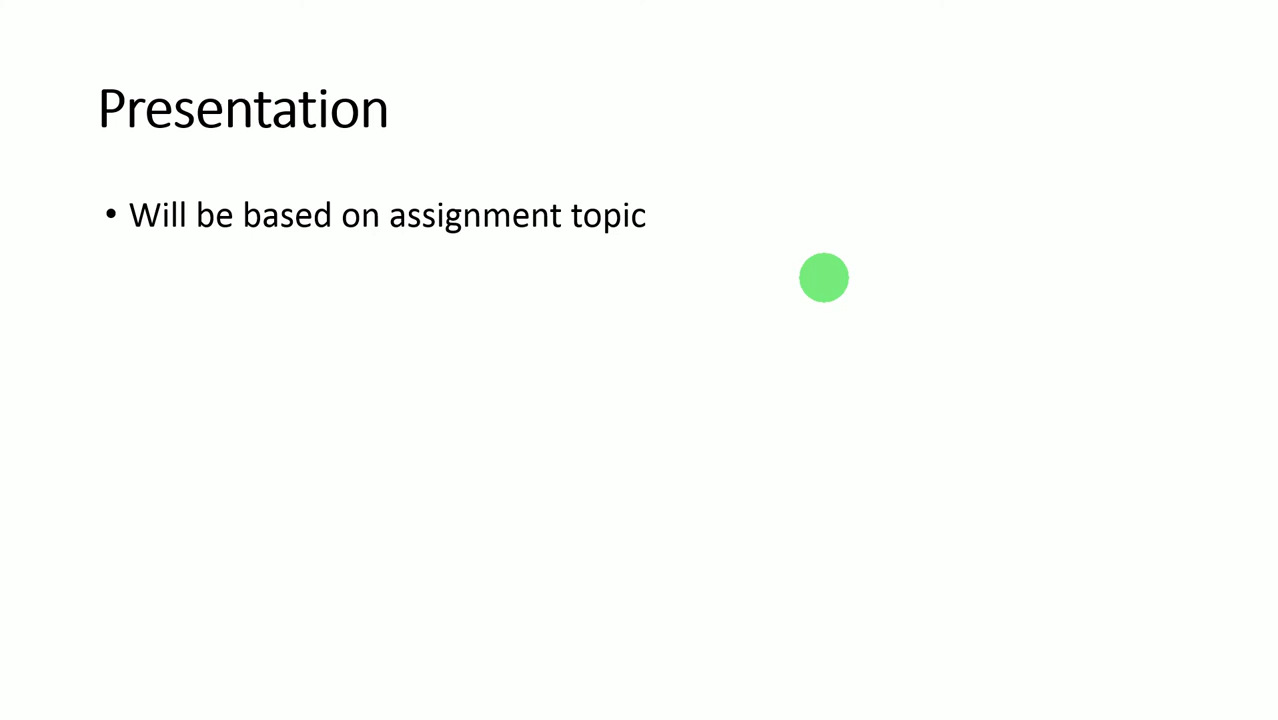 Presentation
• Will be based on assignment topic